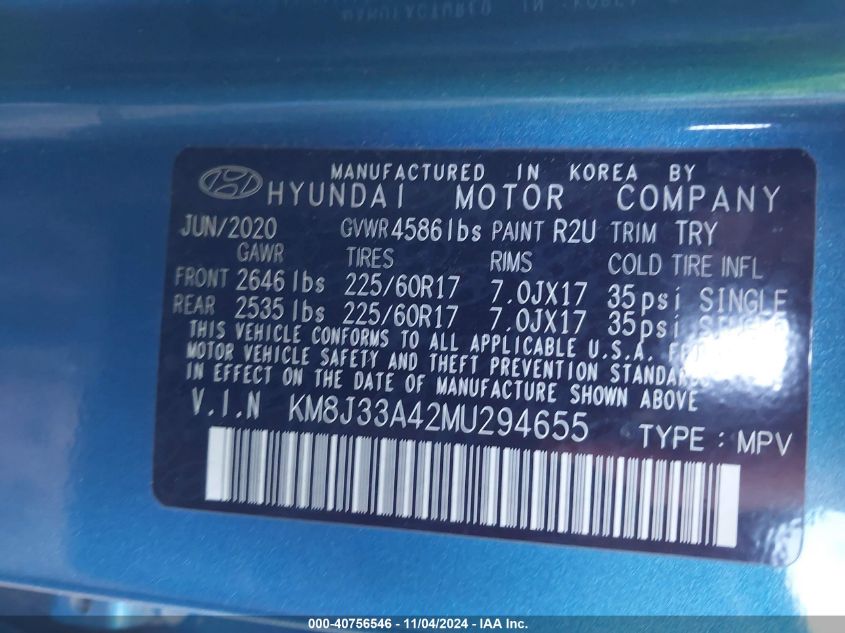 MANUFACTURED IN KOREA BY
HYUNDAI MOTOR COMPANY
JUN/2020 GVWR 4586 lbs PAINT R2U TRIM TRY
GAWR TIRES RIMS COLD TIRE INFL
FRONT 2646 lbs 225/60R17 7.0JX17 35psi SINGLE
REAR 2535 lbs 225/60R17 7.0JX17 35psi
THIS VEHICLE CONFORMS TO ALL APPLICABLE U.S.A.
MOTOR VEHICLE SAFETY AND THEFT PREVENTION STANDARDS
IN EFFECT ON THE DATE OF MANUFACTURE SHOWN ABOVE
V.I.N KM8J33A42MU294655 TYPE : MPV
000-40756546 - 11/04/2024 - IAA Inc.